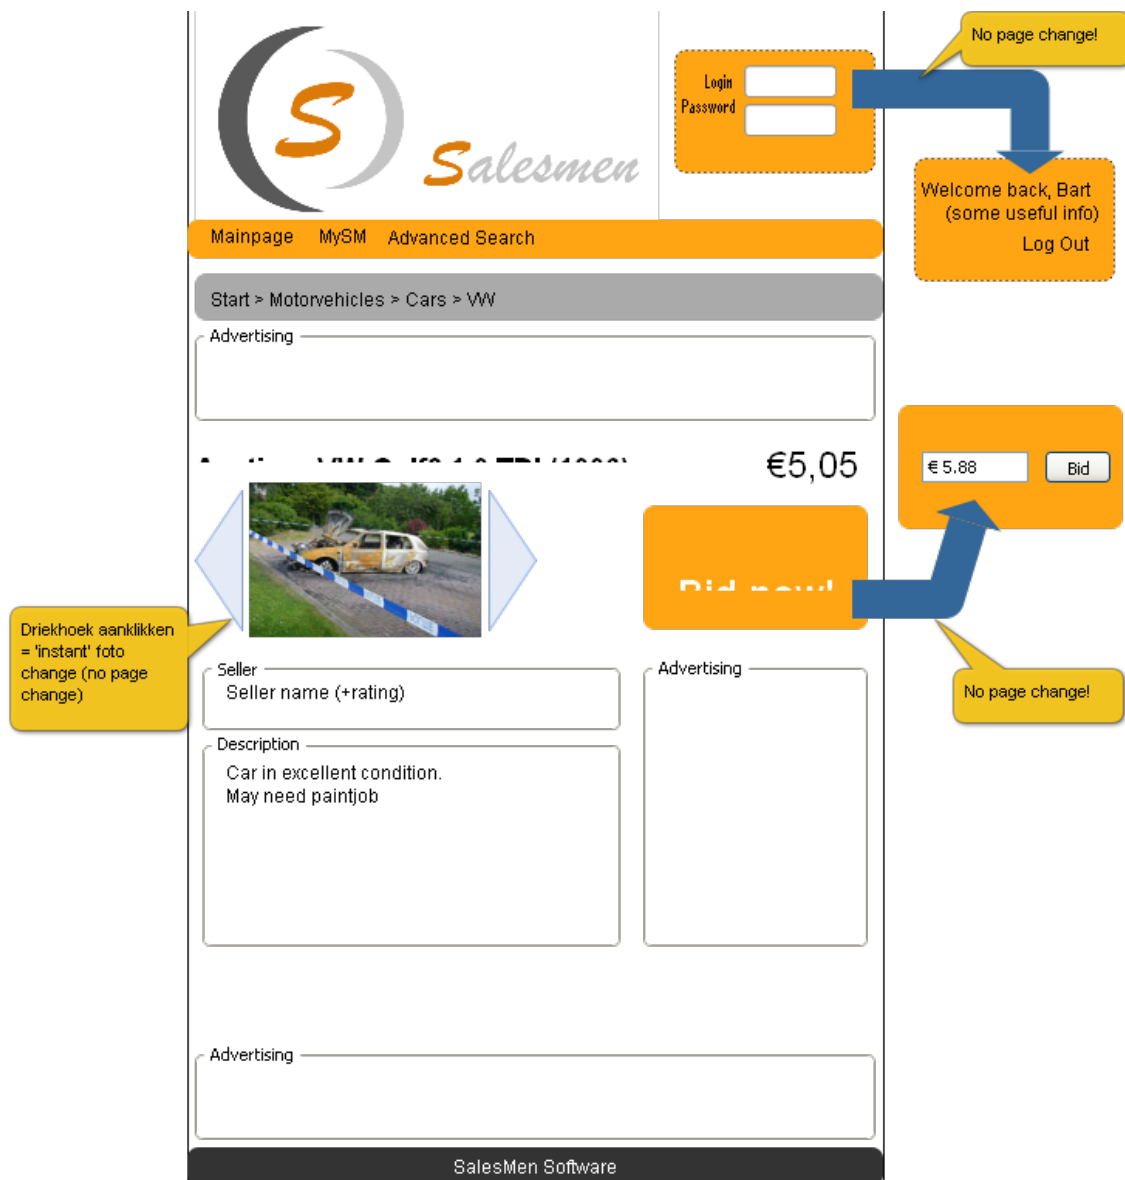 No page change!
Login
Password
S
Salesmen
Welcome back, Bart
(some useful info)
Log Out
Mainpage MySM Advanced Search
Start > Motorvehicles > Cars > VW
Advertising
€5,05
€ 5.88
Bid
Bid now!
Driekhoek aanklikken
= 'instant' foto
change (no page
change)
Seller
Seller name (+rating)
Advertising
No page change!
Description
Car in excellent condition.
May need paintjob
Advertising
SalesMen Software